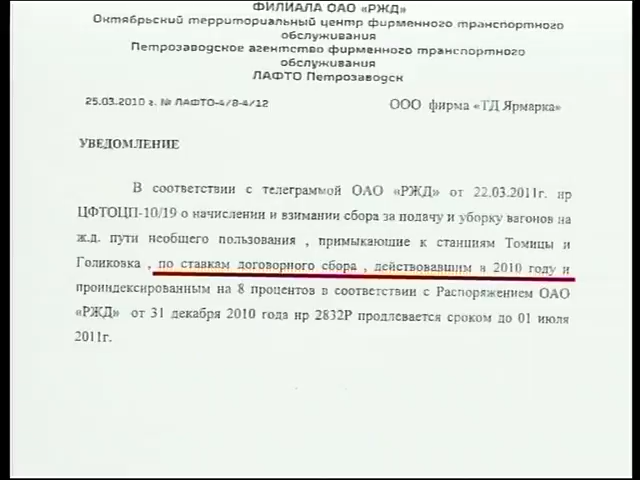 ФИЛИАЛА ОАО «РЖД»
Октябрьский территориальный центр фирменного транспортного
обслуживания
Петрозаводское агентство фирменного транспортного
обслуживания
ЛАФТО Петрозаводск
25.03.2010 г. № ЛАФТО-4/8-4/12
ООО фирма «ТД Ярмарка»
УВЕДОМЛЕНИЕ
В соответствии с телеграммой ОАО «РЖД» от 22.03.2011г. нр
ЦФТОЦП-10/19 о начислении и взимании сбора за подачу и уборку вагонов на
ж.д. пути необщего пользования , примыкающие к станциям Томицы и
Голиковка , по ставкам договорного сбора , действовавшим в 2010 году и
проиндексированным на 8 процентов в соответствии с Распоряжением ОАО
«РЖД» от 31 декабря 2010 года нр 2832Р продлевается сроком до 01 июля
2011г.